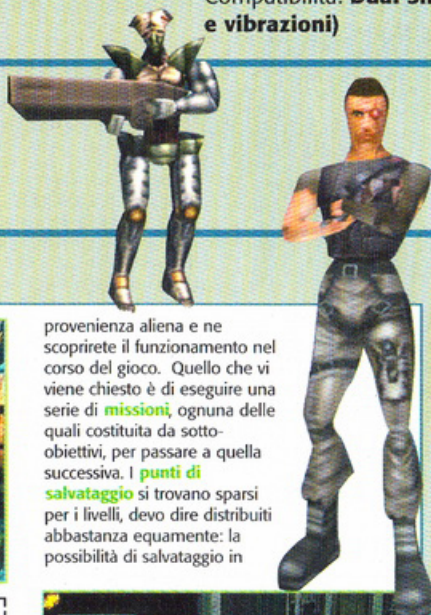 Compatibilità: Dual Sh
e vibrazioni)
provenienza aliena e ne
scoprirete il funzionamento nel
corso del gioco. Quello che vi
viene chiesto è di eseguire una
serie di missioni, ognuna delle
quali costituita da sotto-
obiettivi, per passare a quella
successiva. I punti di
salvataggio si trovano sparsi
per i livelli, devo dire distribuiti
abbastanza equamente: la
possibilità di salvataggio in